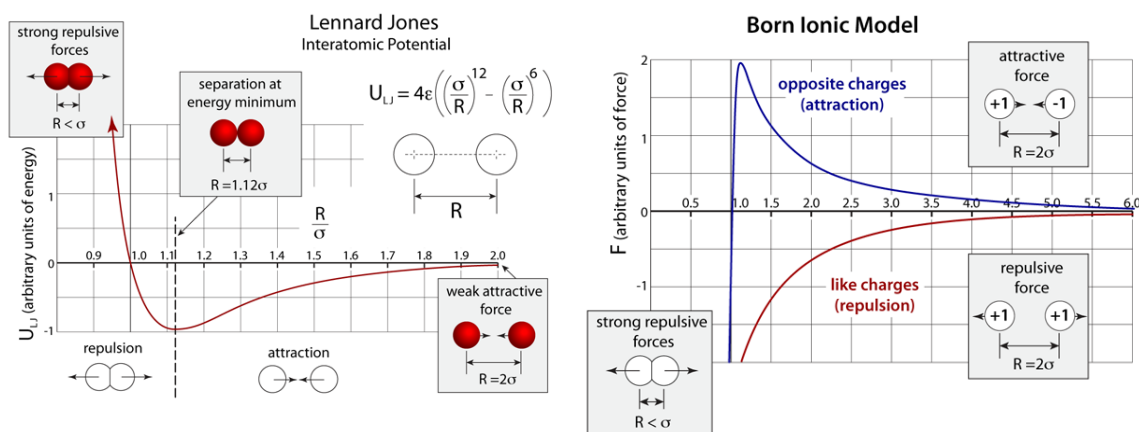 Lennard Jones
Interatomic Potential
strong repulsive
forces
R < σ
separation at
energy minimum
R =1.12σ
U_LJ = 4ε((σ/R)^12 − (σ/R)^6)
R
R/σ
U_LJ (arbitrary units of energy)
1
0
-1
0.9 1.0 1.1 1.2 1.3 1.4 1.5 1.6 1.7 1.8 1.9 2.0
weak attractive
force
R =2σ
repulsion
attraction
Born Ionic Model
F (arbitrary units of force)
2
1
0
-1
0.5 1.0 1.5 2.0 2.5 3.0 3.5 4.0 4.5 5.0 5.5 6.0
opposite charges
(attraction)
like charges
(repulsion)
attractive
force
+1 -1
R=2σ
repulsive
force
+1 +1
R=2σ
strong repulsive
forces
R < σ